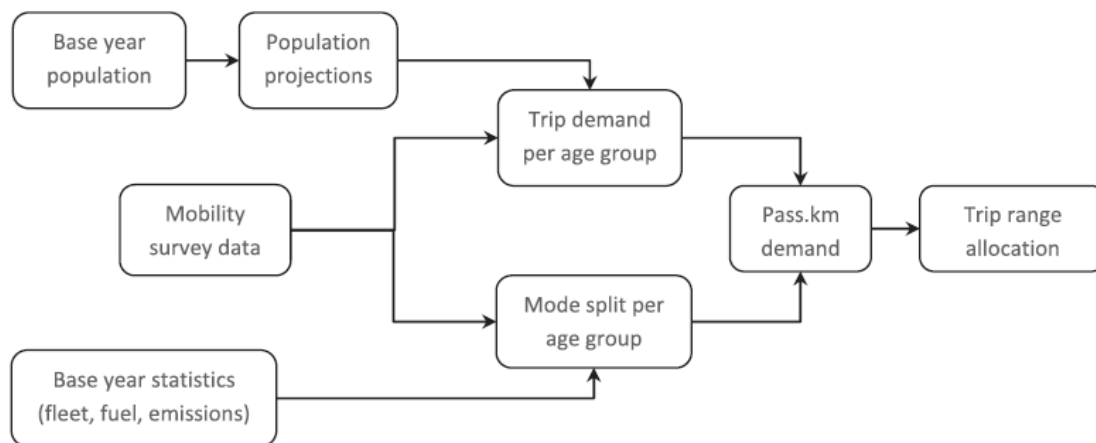 Base year
population
Population
projections
Trip demand
per age group
Mobility
survey data
Pass.km
demand
Trip range
allocation
Mode split per
age group
Base year statistics
(fleet, fuel, emissions)